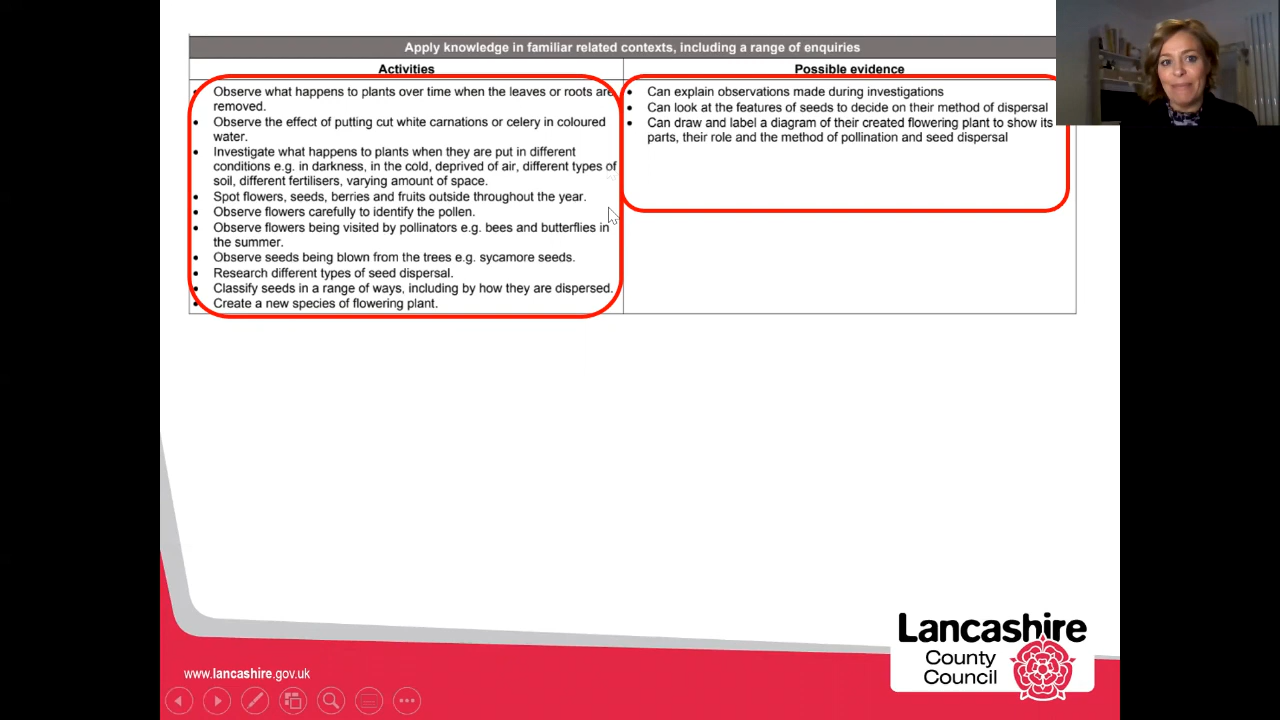 Apply knowledge in familiar related contexts, including a range of enquiries
Activities
• Observe what happens to plants over time when the leaves or roots are
removed.
• Observe the effect of putting cut white carnations or celery in coloured
water.
• Investigate what happens to plants when they are put in different
conditions e.g. in darkness, in the cold, deprived of air, different types of
soil, different fertilisers, varying amount of space.
• Spot flowers, seeds, berries and fruits outside throughout the year.
• Observe flowers carefully to identify the pollen.
• Observe flowers being visited by pollinators e.g. bees and butterflies in
the summer.
• Observe seeds being blown from the trees e.g. sycamore seeds.
• Research different types of seed dispersal.
• Classify seeds in a range of ways, including by how they are dispersed.
• Create a new species of flowering plant.
Possible evidence
• Can explain observations made during investigations
• Can look at the features of seeds to decide on their method of dispersal
• Can draw and label a diagram of their created flowering plant to show its
parts, their role and the method of pollination and seed dispersal
www.lancashire.gov.uk
Lancashire
County
Council